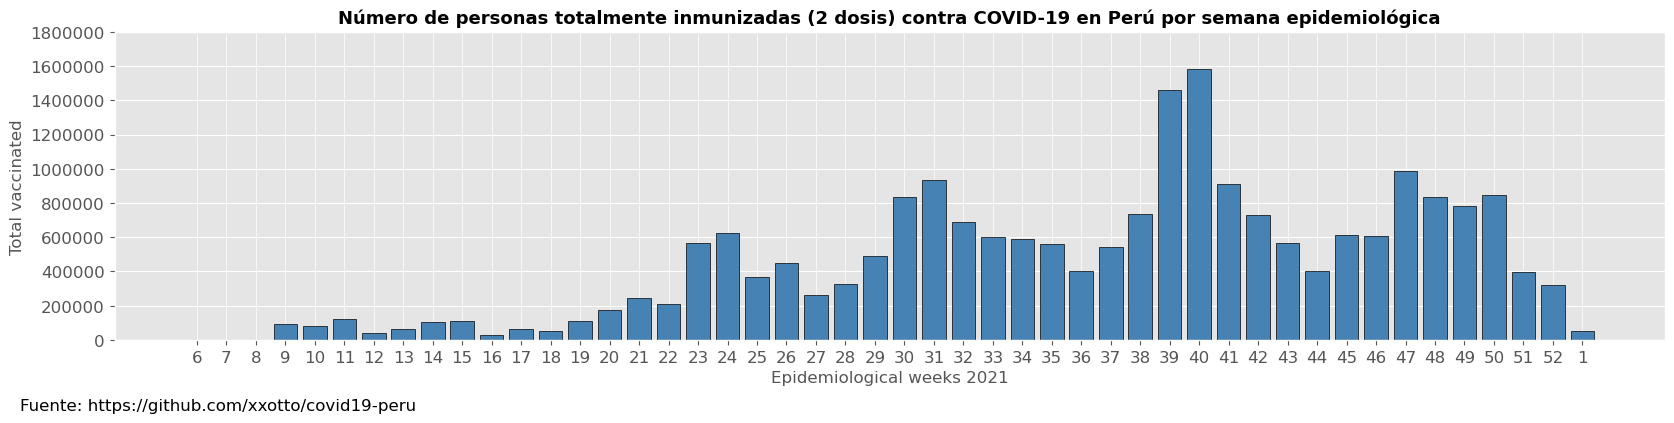 Número de personas totalmente inmunizadas (2 dosis) contra COVID-19 en Perú por semana epidemiológica
1800000
1600000
1400000
1200000
1000000
800000
600000
400000
200000
0
Total vaccinated
6 7 8 9 10 11 12 13 14 15 16 17 18 19 20 21 22 23 24 25 26 27 28 29 30 31 32 33 34 35 36 37 38 39 40 41 42 43 44 45 46 47 48 49 50 51 52 1
Epidemiological weeks 2021
Fuente: https://github.com/xxotto/covid19-peru